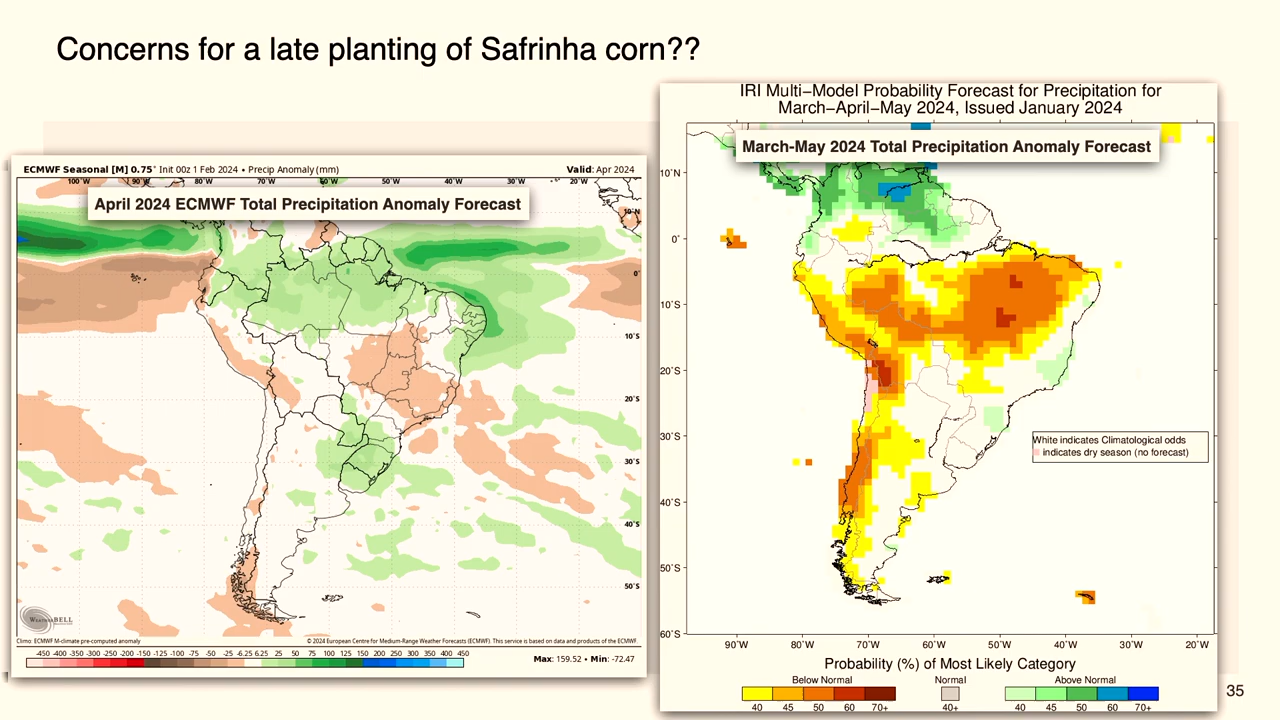 Concerns for a late planting of Safrinha corn??
ECMWF Seasonal [M] 0.75° Init 00z 1 Feb 2024 • Precip Anomaly (mm)
Valid: Apr 2024
100°W 90°W 80°W 70°W 60°W 50°W 40°W 30°W 20°W
April 2024 ECMWF Total Precipitation Anomaly Forecast
10°N
0°
10°S
20°S
30°S
40°S
50°S
WeatherBELL
Climo: ECMWF M-climate pre-computed anomaly
© 2024 European Centre for Medium-Range Weather Forecasts (ECMWF). This service is based on data and products of the ECMWF.
-450 -400 -350 -300 -250 -200 -150 -125 -100 -75 -50 -25 -6.25 6.25 25 50 75 100 125 150 200 250 300 350 400 450
Max: 159.52 • Min: -72.47
IRI Multi-Model Probability Forecast for Precipitation for
March-April-May 2024, Issued January 2024
March-May 2024 Total Precipitation Anomaly Forecast
10°N
0°
10°S
20°S
30°S
40°S
50°S
60°S
White indicates Climatological odds
indicates dry season (no forecast)
90°W 80°W 70°W 60°W 50°W 40°W 30°W 20°W
Probability (%) of Most Likely Category
Below Normal
Normal
Above Normal
40 45 50 60 70+
40+
40 45 50 60 70+
35